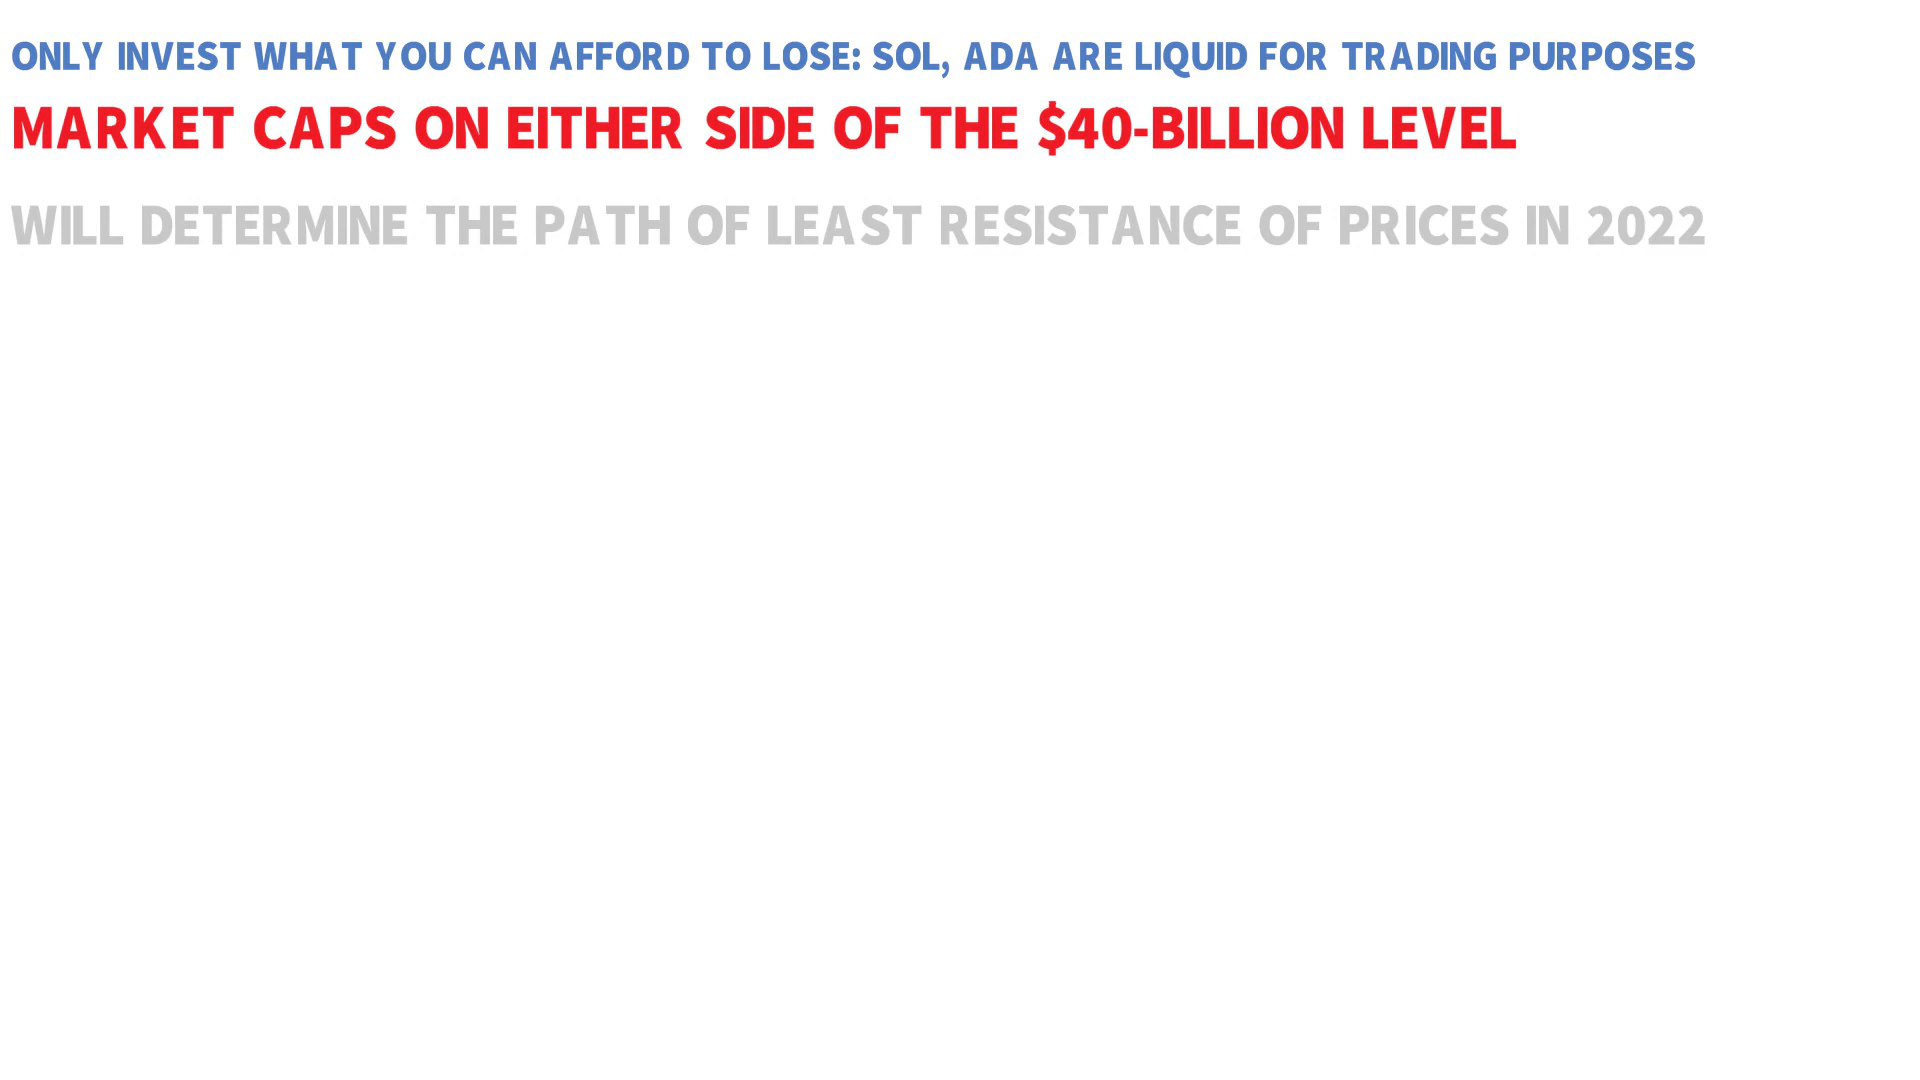 ONLY INVEST WHAT YOU CAN AFFORD TO LOSE: SOL, ADA ARE LIQUID FOR TRADING PURPOSES
MARKET CAPS ON EITHER SIDE OF THE $40-BILLION LEVEL
WILL DETERMINE THE PATH OF LEAST RESISTANCE OF PRICES IN 2022